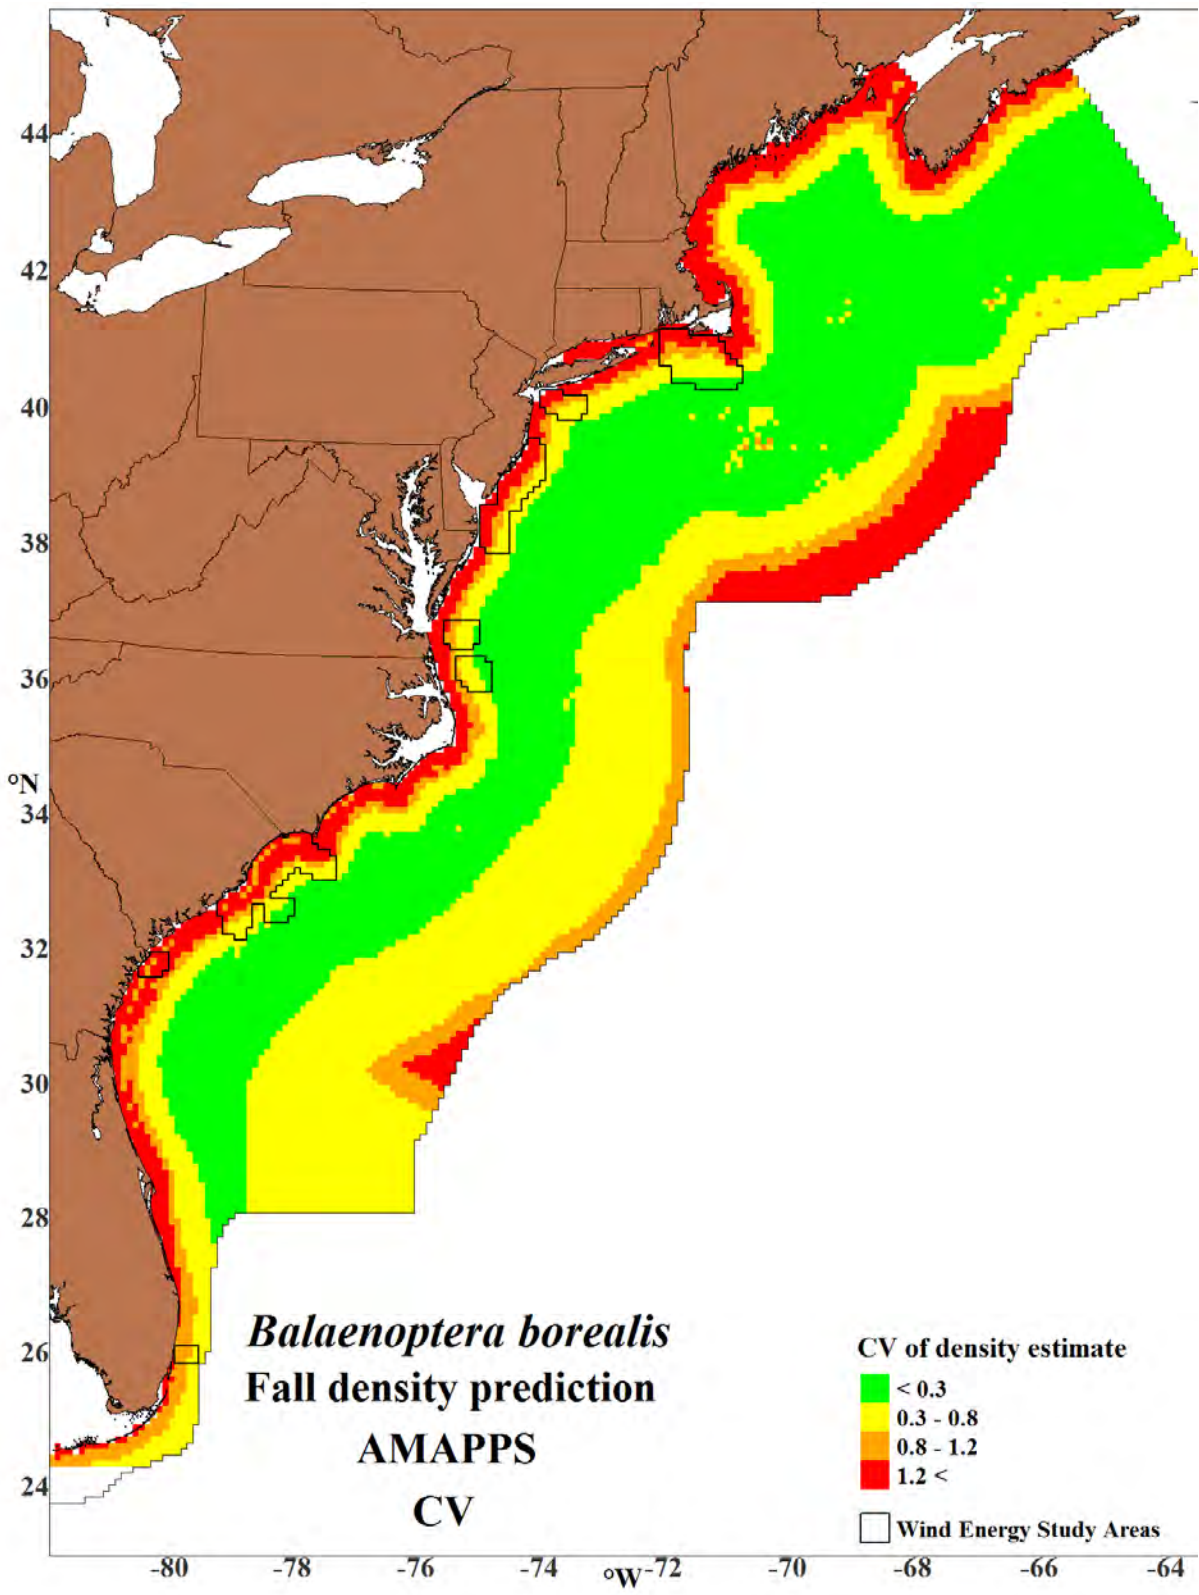 44
42
40
38
36
°N
34
32
30
28
26
24
Balaenoptera borealis
Fall density prediction
AMAPPS
CV
CV of density estimate
< 0.3
0.3 - 0.8
0.8 - 1.2
1.2 <
Wind Energy Study Areas
-80 -78 -76 -74 °W -72 -70 -68 -66 -64